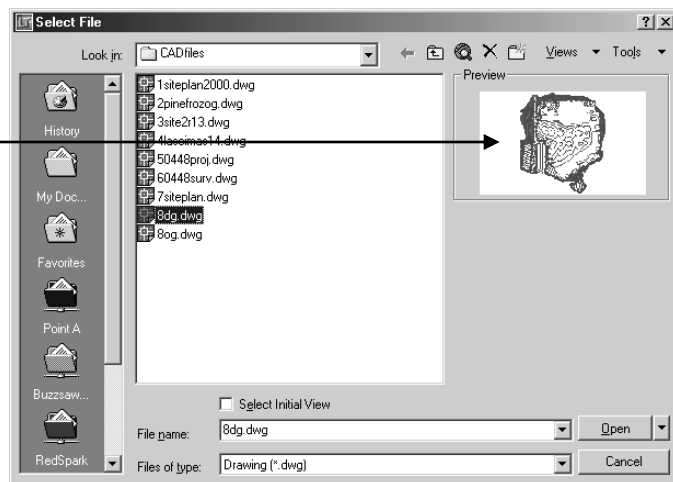 Select File
Look in:
CADfiles
Views
Tools
History
My Doc...
Favorites
Point A
Buzzsaw...
RedSpark
1siteplan2000.dwg
2pinefrozog.dwg
3site2r13.dwg
50448proj.dwg
60448surv.dwg
7siteplan.dwg
8dg.dwg
8og.dwg
Preview
Select Initial View
File name:
8dg.dwg
Open
Files of type:
Drawing (*.dwg)
Cancel